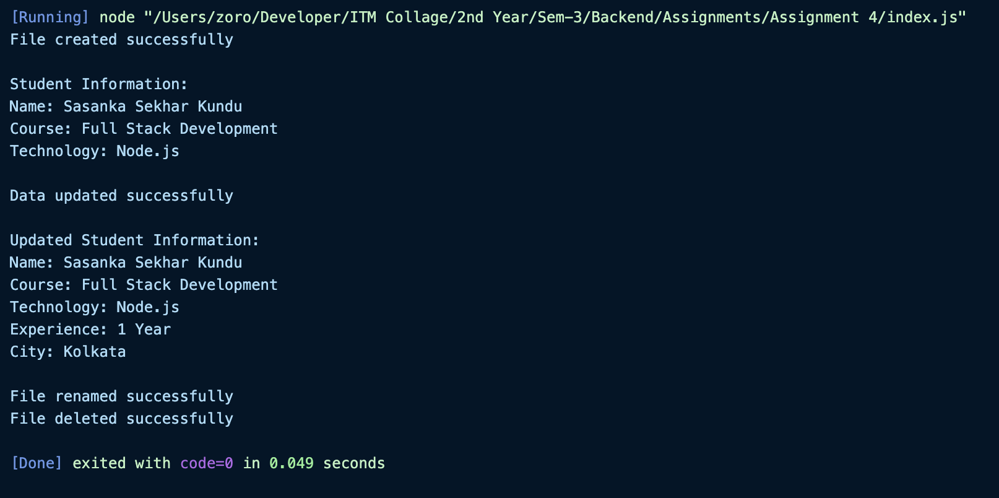 [Running] node "/Users/zoro/Developer/ITM Collage/2nd Year/Sem-3/Backend/Assignments/Assignment 4/index.js"
File created successfully
Student Information:
Name: Sasanka Sekhar Kundu
Course: Full Stack Development
Technology: Node.js
Data updated successfully
Updated Student Information:
Name: Sasanka Sekhar Kundu
Course: Full Stack Development
Technology: Node.js
Experience: 1 Year
City: Kolkata
File renamed successfully
File deleted successfully
[Done] exited with code=0 in 0.049 seconds